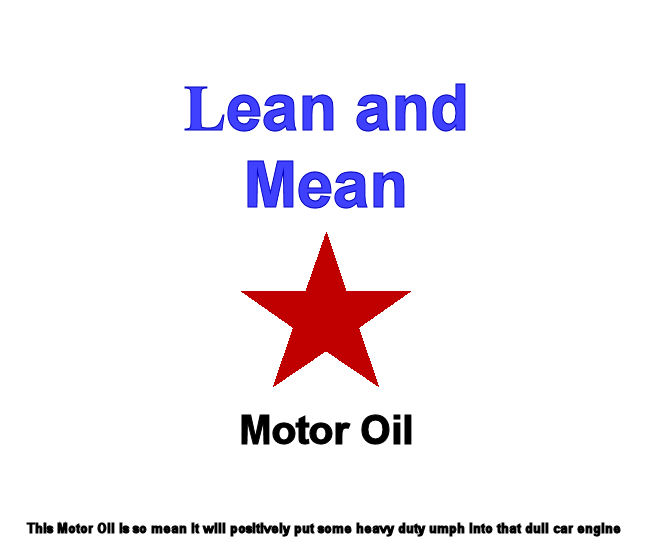 Lean and
Mean
Motor Oil
This Motor Oil is so mean it will positively put some heavy duty umph into that dull car engine